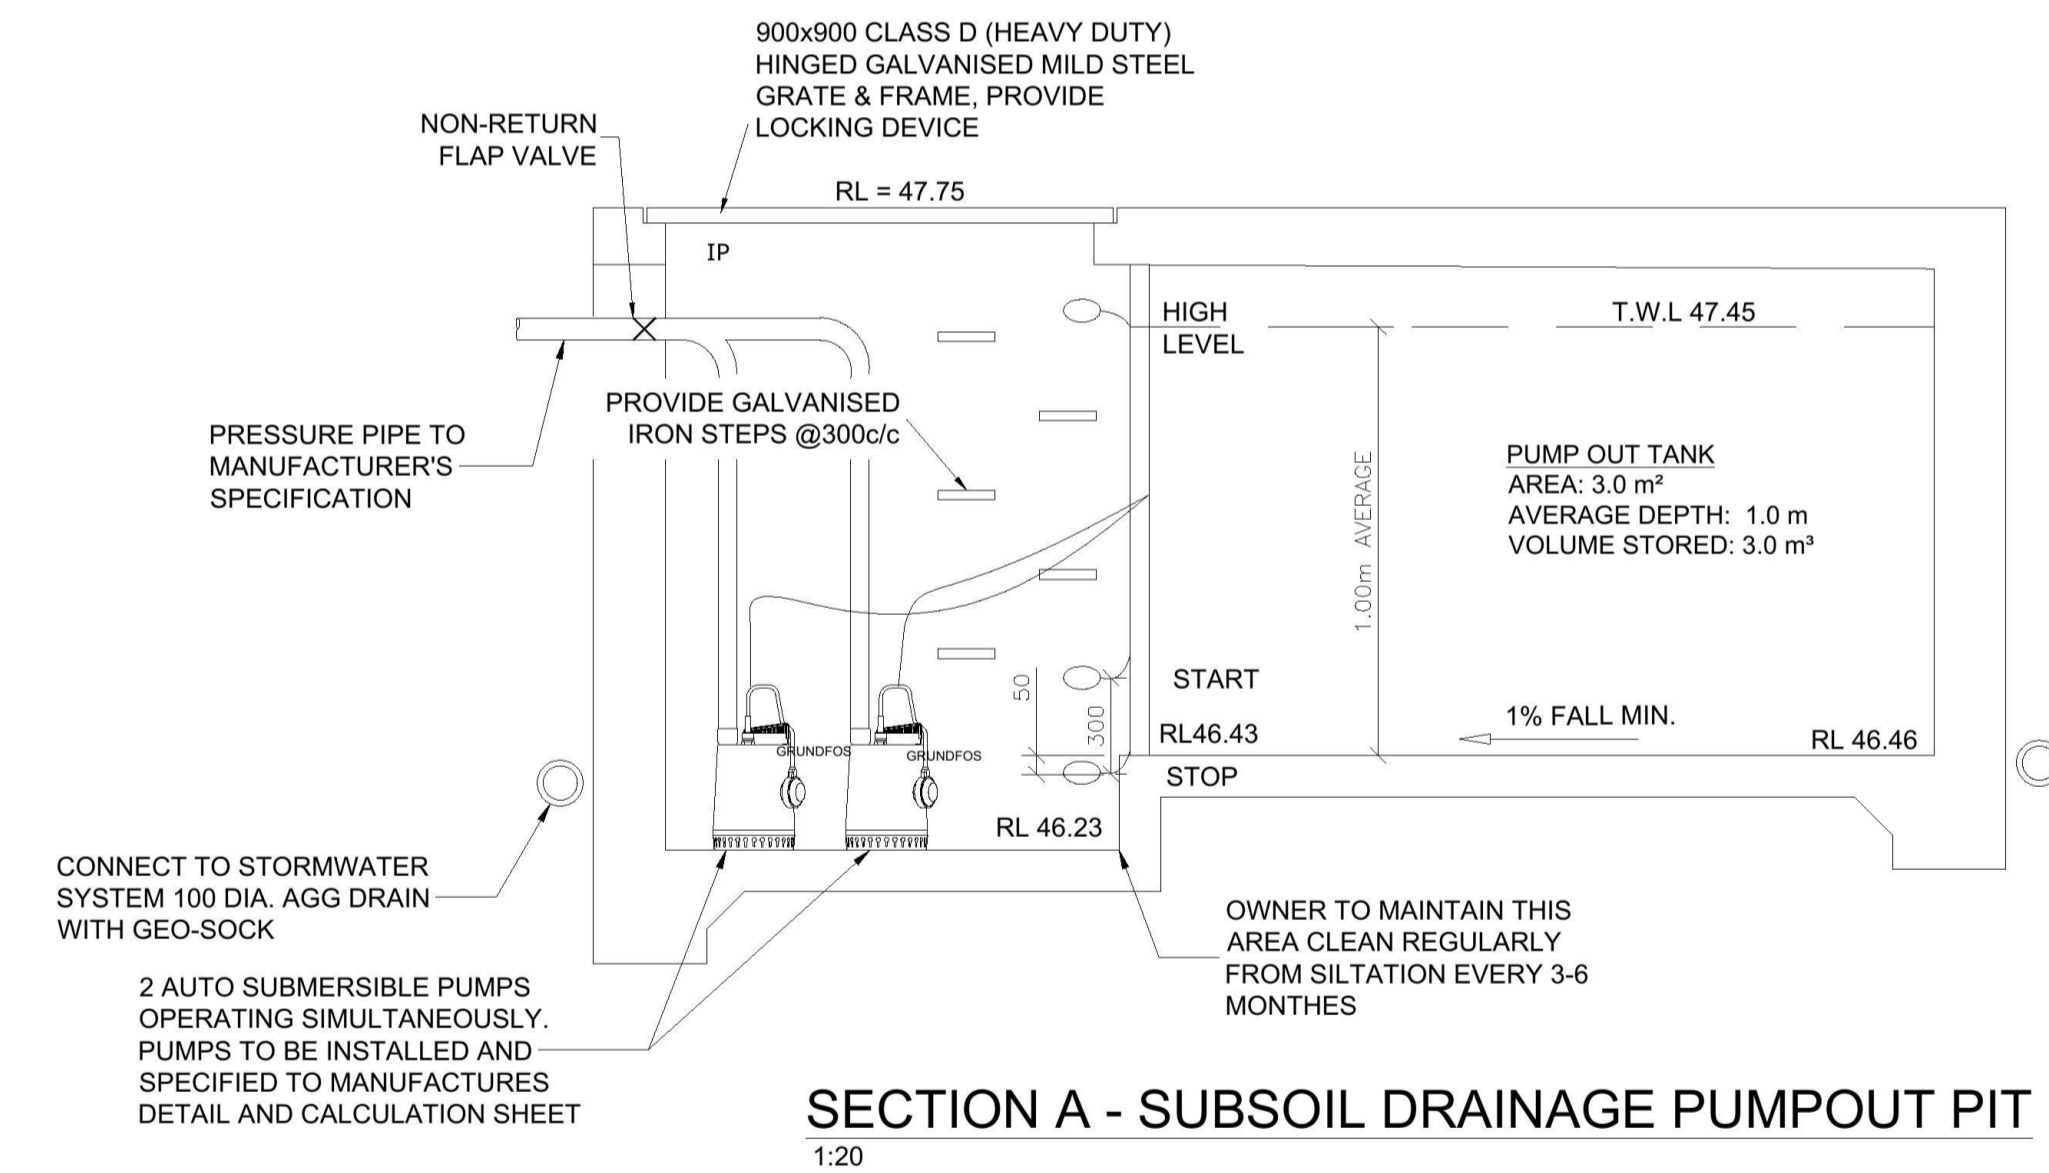 900x900 CLASS D (HEAVY DUTY)
HINGED GALVANISED MILD STEEL
GRATE & FRAME, PROVIDE
LOCKING DEVICE
NON-RETURN
FLAP VALVE
RL = 47.75
IP
HIGH
LEVEL
T.W.L 47.45
PROVIDE GALVANISED
IRON STEPS @300c/c
PRESSURE PIPE TO
MANUFACTURER'S
SPECIFICATION
1.00m AVERAGE
PUMP OUT TANK
AREA: 3.0 m²
AVERAGE DEPTH: 1.0 m
VOLUME STORED: 3.0 m³
START
50
300
RL46.43
1% FALL MIN.
RL 46.46
GRUNDFOS
GRUNDFOS
STOP
RL 46.23
CONNECT TO STORMWATER
SYSTEM 100 DIA. AGG DRAIN
WITH GEO-SOCK
OWNER TO MAINTAIN THIS
AREA CLEAN REGULARLY
FROM SILTATION EVERY 3-6
MONTHES
2 AUTO SUBMERSIBLE PUMPS
OPERATING SIMULTANEOUSLY.
PUMPS TO BE INSTALLED AND
SPECIFIED TO MANUFACTURES
DETAIL AND CALCULATION SHEET
SECTION A - SUBSOIL DRAINAGE PUMPOUT PIT
1:20